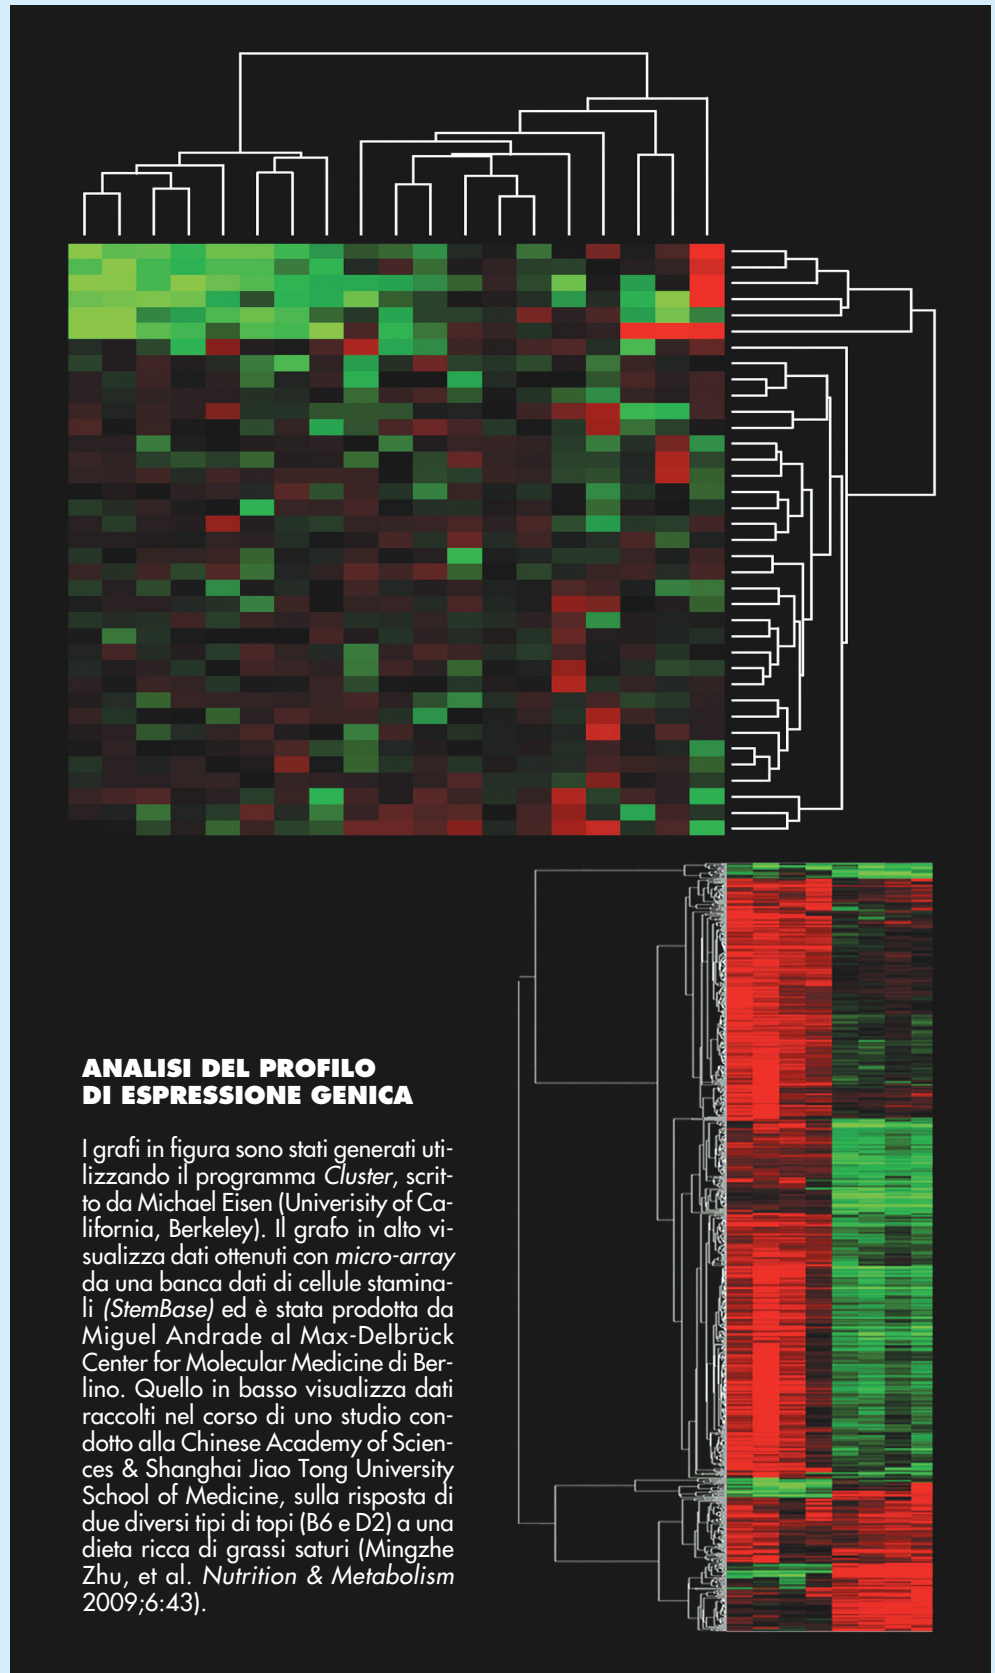 ANALISI DEL PROFILO
DI ESPRESSIONE GENICA
I grafi in figura sono stati generati uti-
lizzando il programma Cluster, scrit-
to da Michael Eisen (Univerisity of Ca-
lifornia, Berkeley). Il grafo in alto vi-
sualizza dati ottenuti con micro-array
da una banca dati di cellule stamina-
li (StemBase) ed è stata prodotta da
Miguel Andrade al Max-Delbrück
Center for Molecular Medicine di Ber-
lino. Quello in basso visualizza dati
raccolti nel corso di uno studio con-
dotto alla Chinese Academy of Scien-
ces & Shanghai Jiao Tong University
School of Medicine, sulla risposta di
due diversi tipi di topi (B6 e D2) a una
dieta ricca di grassi saturi (Mingzhe
Zhu, et al. Nutrition & Metabolism
2009;6:43).